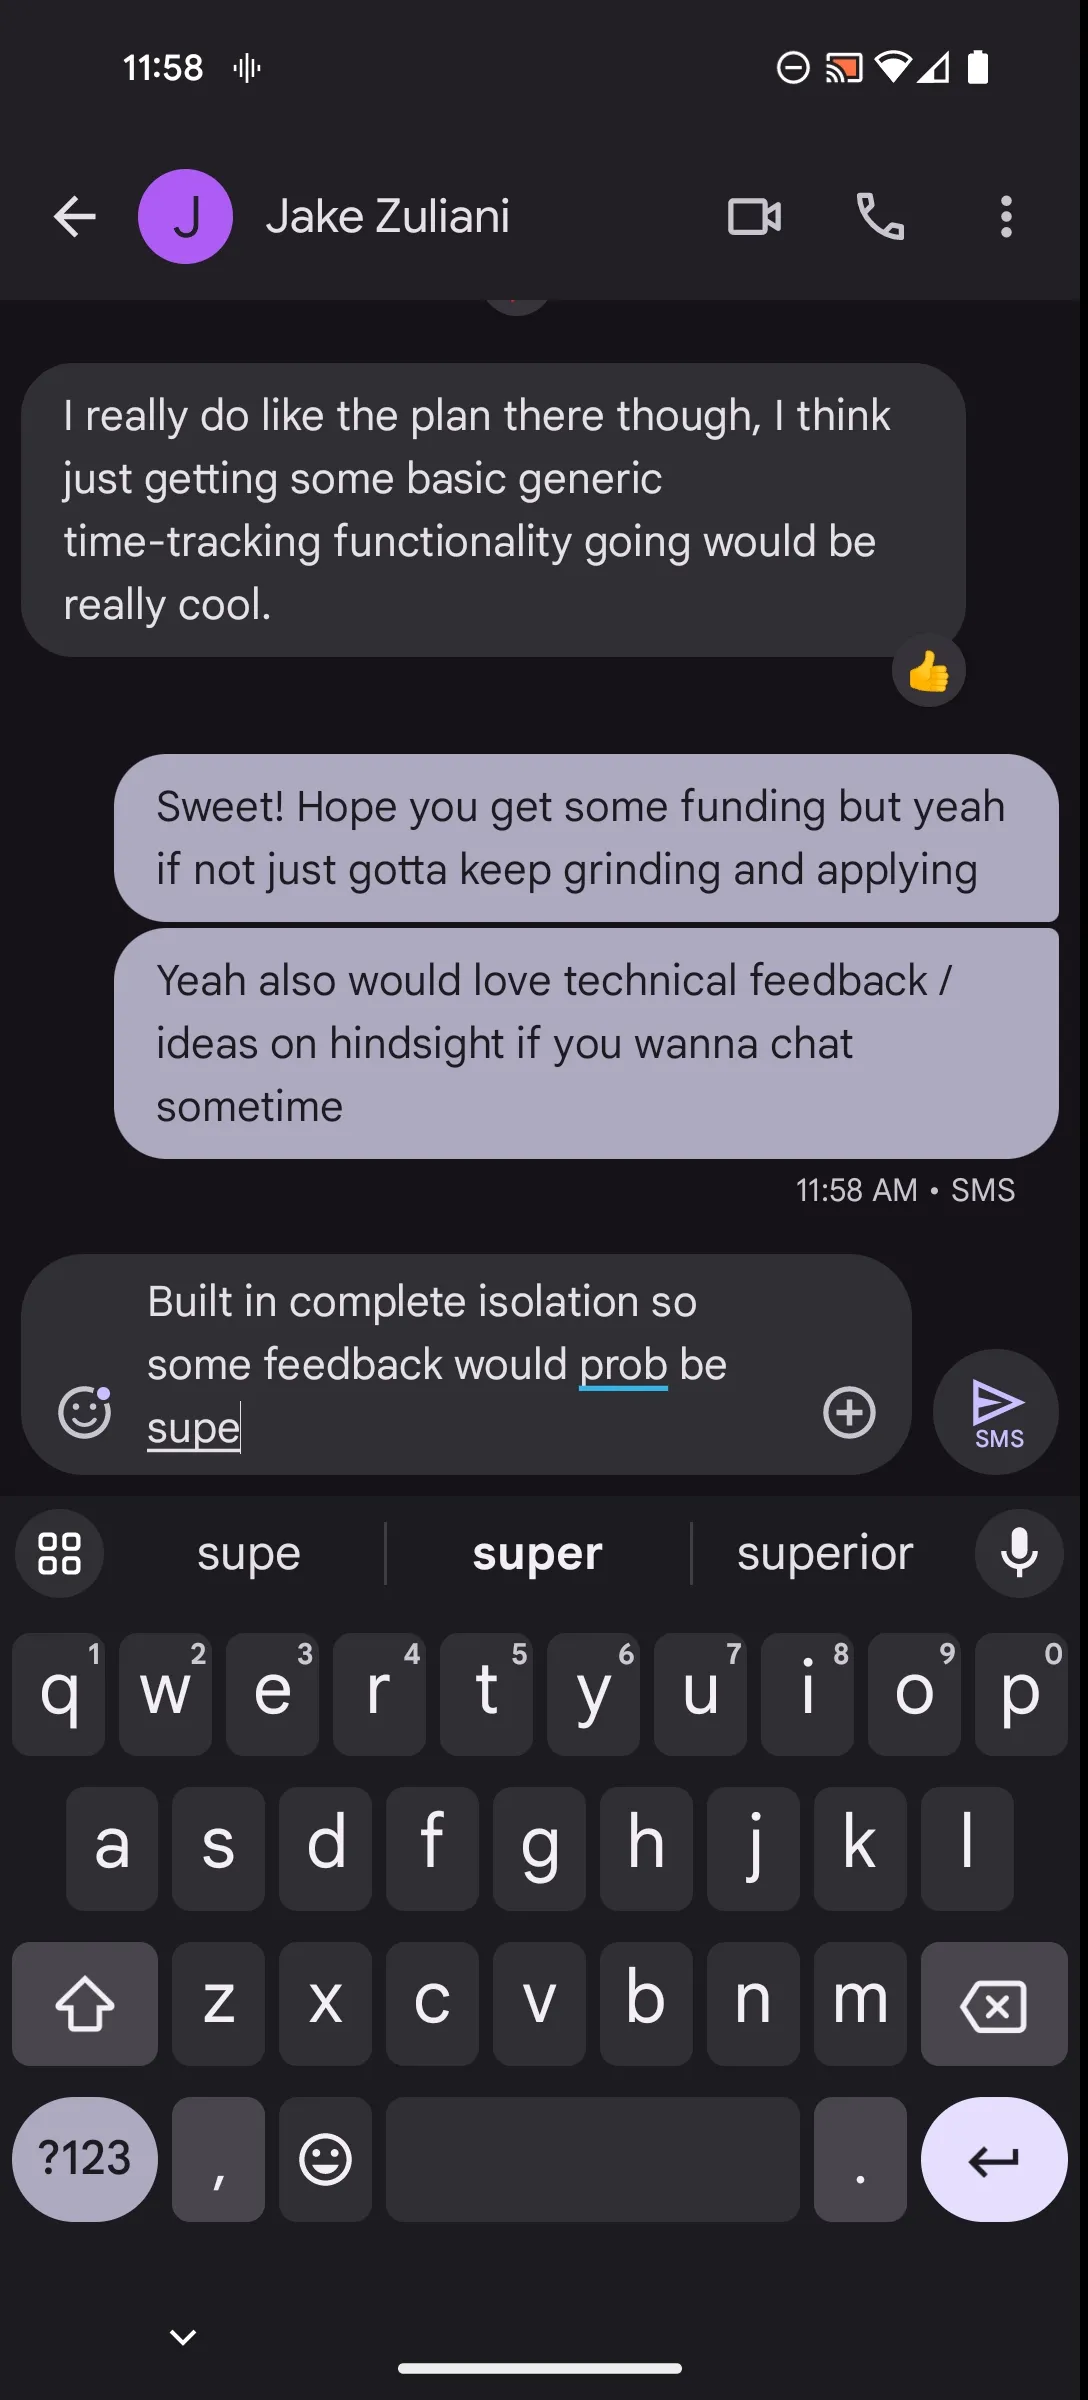 11:58
J
Jake Zuliani
I really do like the plan there though, I think
just getting some basic generic
time-tracking functionality going would be
really cool.
Sweet! Hope you get some funding but yeah
if not just gotta keep grinding and applying
Yeah also would love technical feedback /
ideas on hindsight if you wanna chat
sometime
11:58 AM • SMS
Built in complete isolation so
some feedback would prob be
supe
SMS
supe super superior
1 2 3 4 5 6 7 8 9 0
q w e r t y u i o p
a s d f g h j k l
z x c v b n m
?123 , .